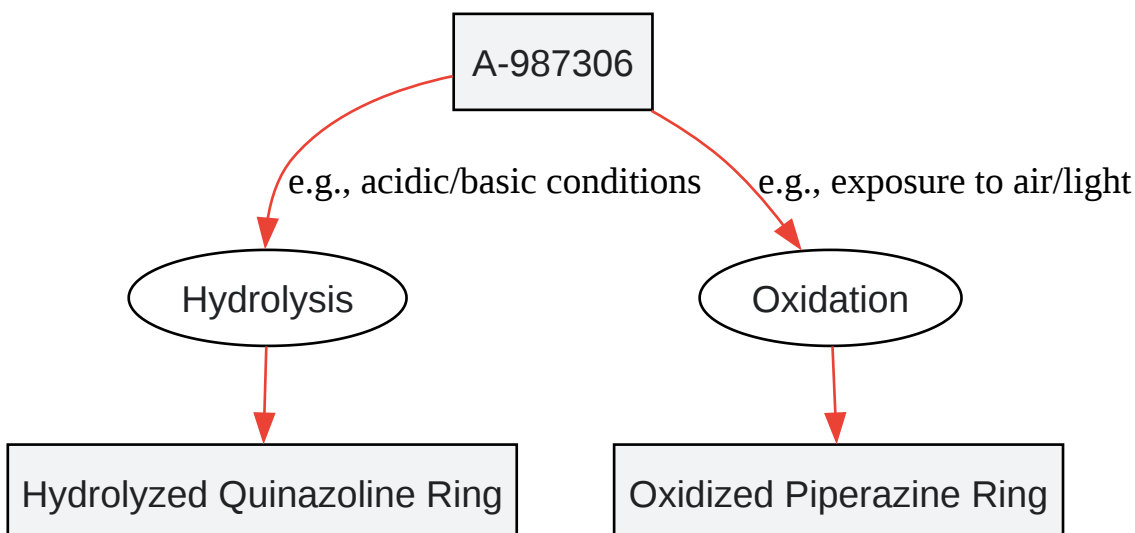 A-987306
e.g., acidic/basic conditions
e.g., exposure to air/light
Hydrolysis
Oxidation
Hydrolyzed Quinazoline Ring
Oxidized Piperazine Ring